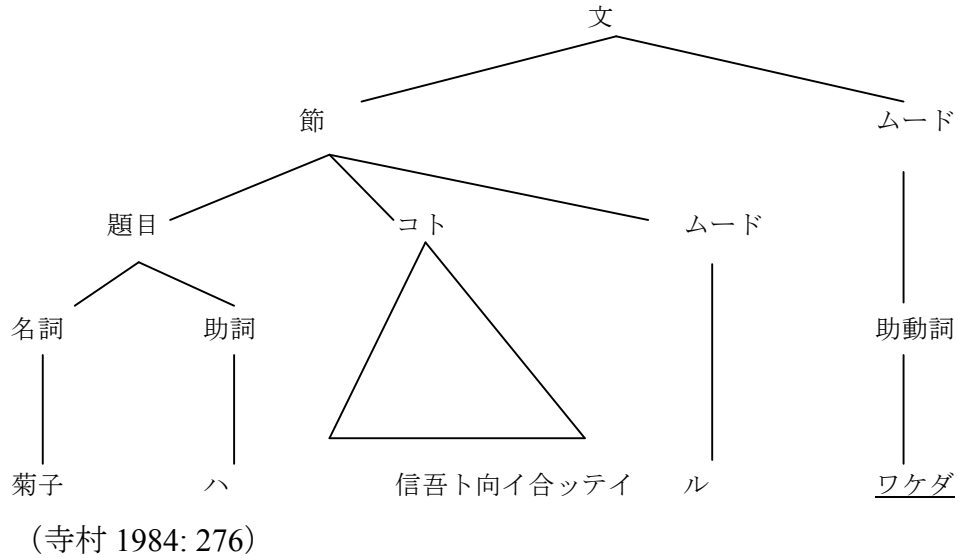 文
節 ムード
題目 コト ムード
名詞 助詞 助動詞
菊子 ハ 信吾ト向イ合ッテイ ル ワケダ
（寺村 1984: 276）